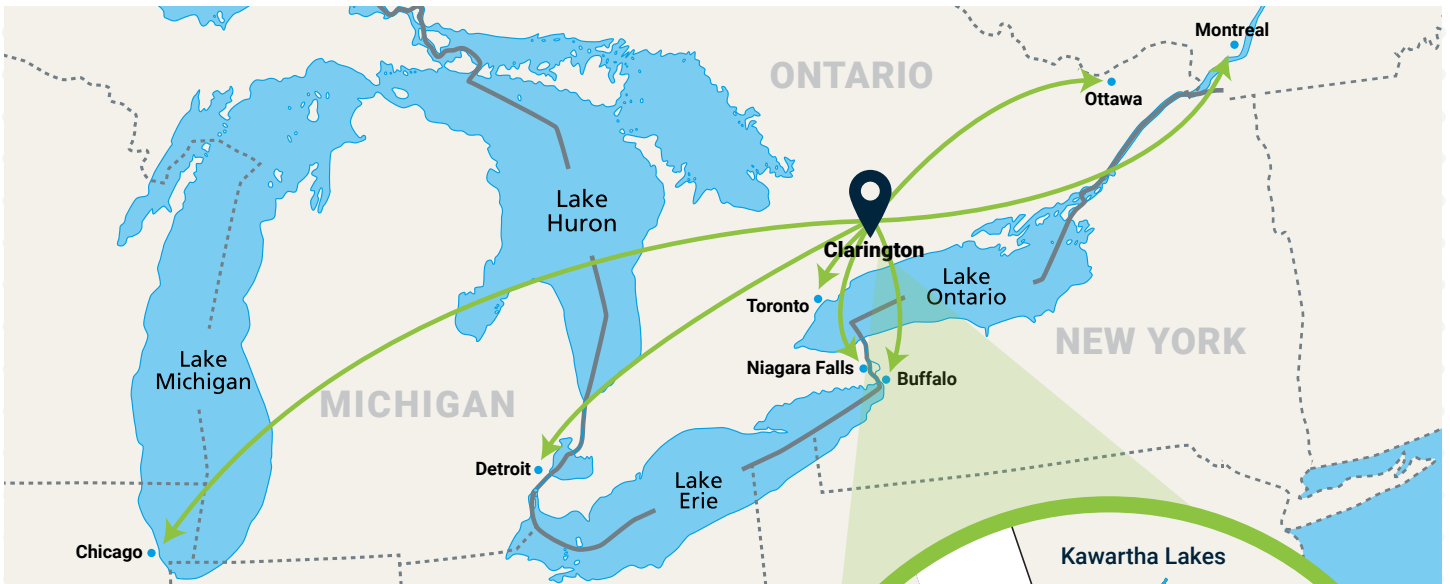 Montreal
ONTARIO
Ottawa
Lake
Huron
Clarington
Lake
Ontario
Toronto
NEW YORK
Lake
Michigan
Niagara Falls
Buffalo
MICHIGAN
Detroit
Lake
Erie
Chicago
Kawartha Lakes